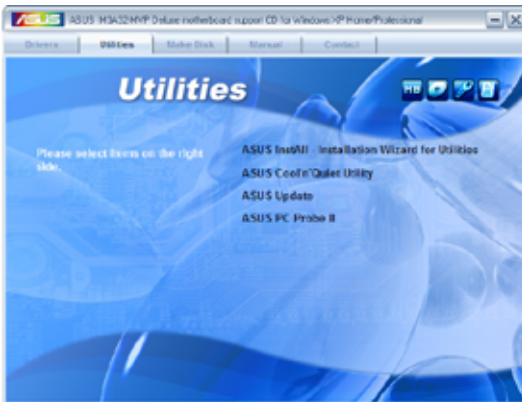 ASUS M3A32-MVP Deluxe motherboard support CD for Windows XP Home/Professional
Drivers Utilities Make Disk Manual Contact
Utilities
Please select items on the right
side.
ASUS InstAll - Installation Wizard for Utilities
ASUS Cool'n'Quiet Utility
ASUS Update
ASUS PC Probe II